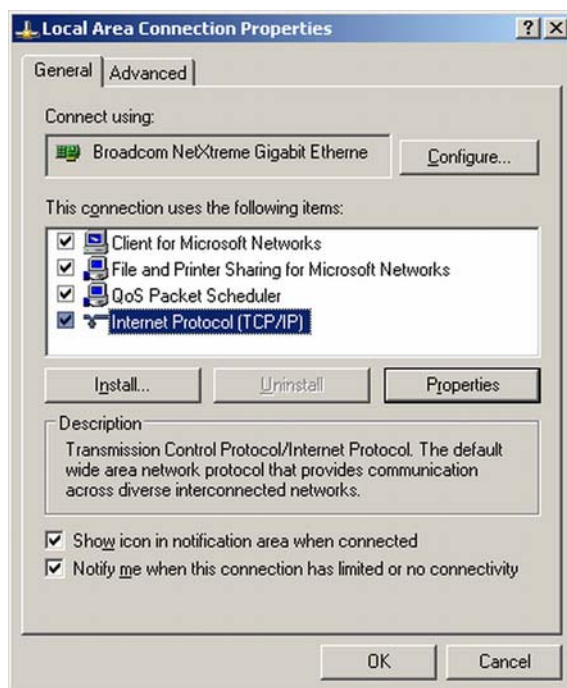 Local Area Connection Properties
General Advanced
Connect using:
Broadcom NetXtreme Gigabit Etherne Configure...
This connection uses the following items:
Client for Microsoft Networks
File and Printer Sharing for Microsoft Networks
QoS Packet Scheduler
Internet Protocol (TCP/IP)
Install... Uninstall Properties
Description
Transmission Control Protocol/Internet Protocol. The default
wide area network protocol that provides communication
across diverse interconnected networks.
Show icon in notification area when connected
Notify me when this connection has limited or no connectivity
OK Cancel